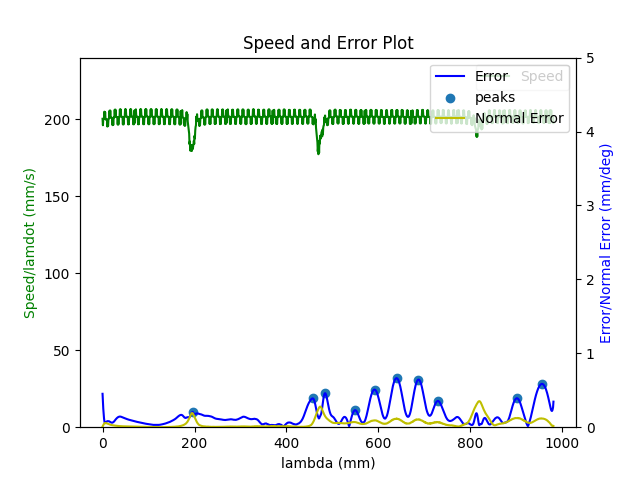 Speed and Error Plot
Error
Speed
peaks
Normal Error
Speed/lamdot (mm/s)
200
150
100
50
0
5
4
3
2
1
0
Error/Normal Error (mm/deg)
0
200
400
600
800
1000
lambda (mm)